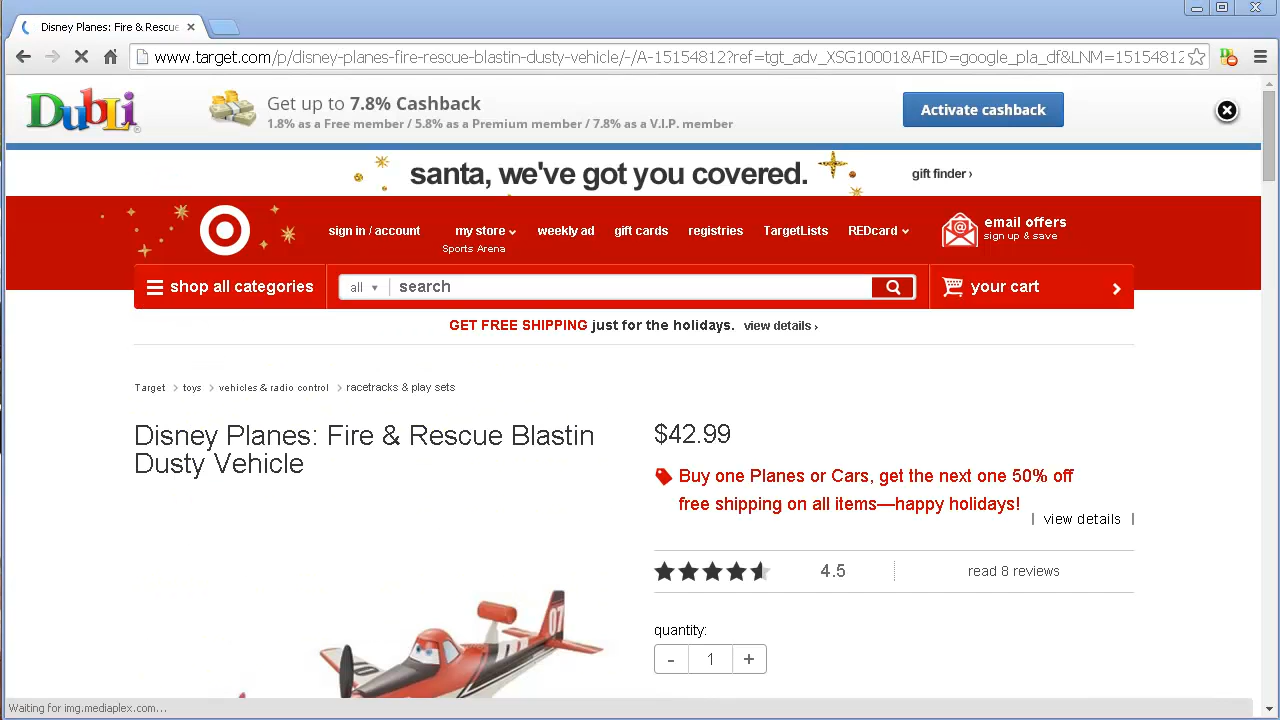 Disney Planes: Fire & Rescue
www.target.com/p/disney-planes-fire-rescue-blastin-dusty-vehicle/-/A-15154812?ref=tgt_adv_XSG10001&AFID=google_pla_df&LNM=15154812
DubLi
Get up to 7.8% Cashback
1.8% as a Free member / 5.8% as a Premium member / 7.8% as a V.I.P. member
Activate cashback
santa, we've got you covered.
gift finder ›
sign in / account
my store
Sports Arena
weekly ad
gift cards
registries
TargetLists
REDcard
email offers
sign up & save
shop all categories
all
search
your cart
GET FREE SHIPPING just for the holidays. view details ›
Target > toys > vehicles & radio control > racetracks & play sets
Disney Planes: Fire & Rescue Blastin
Dusty Vehicle
$42.99
Buy one Planes or Cars, get the next one 50% off
free shipping on all items—happy holidays!
view details
4.5
read 8 reviews
quantity:
- 1 +
07
Waiting for img.mediaplex.com...